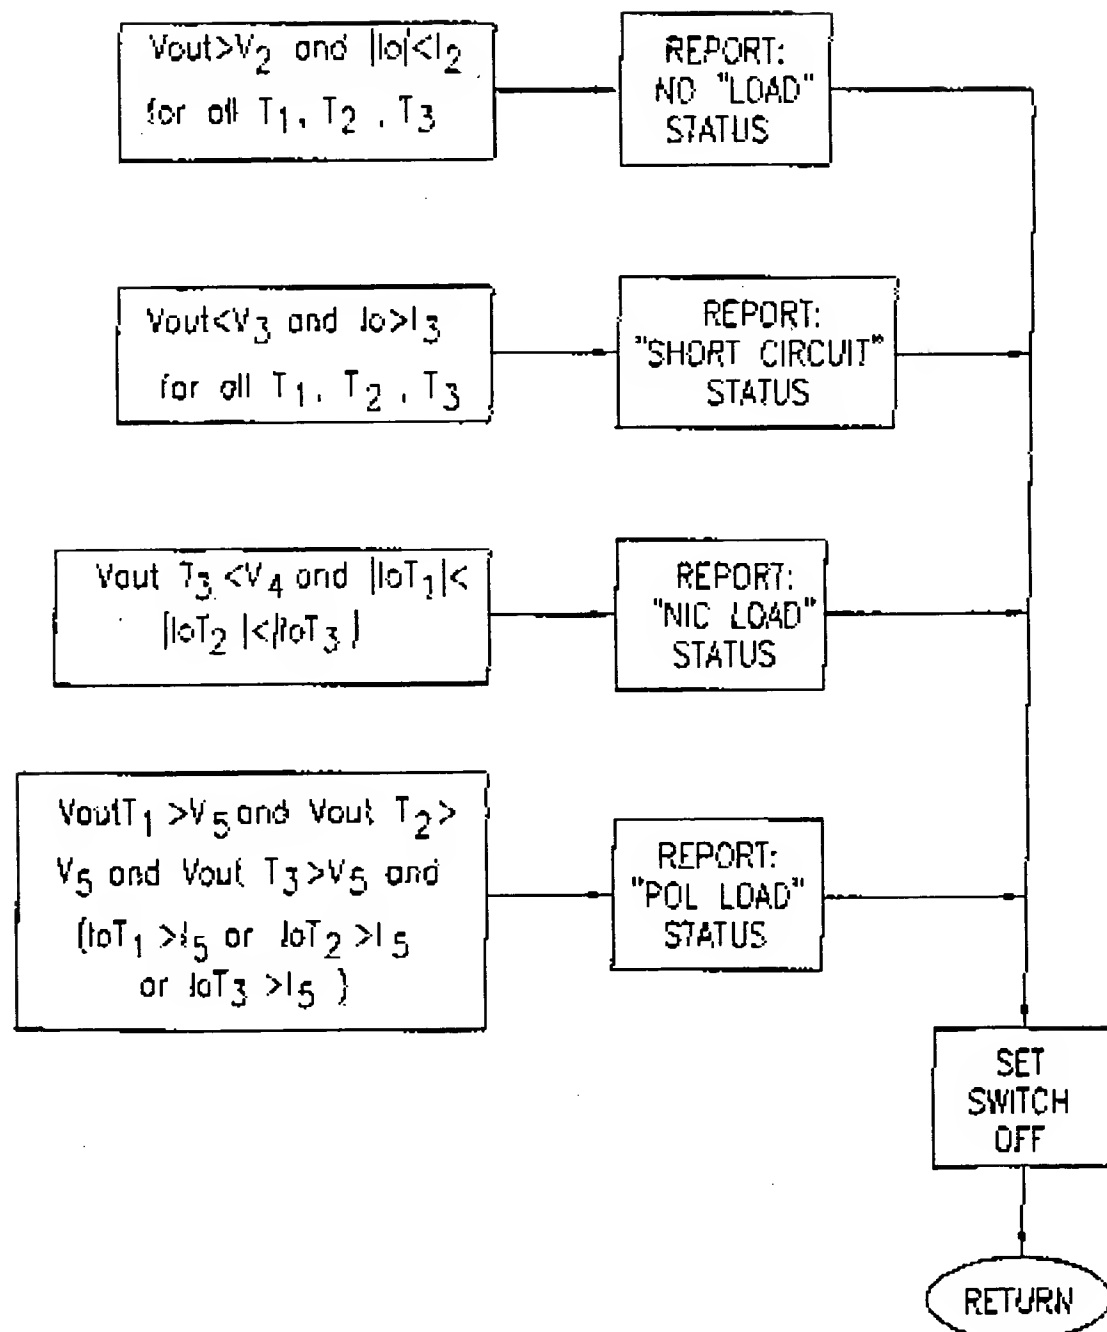 Vout>V2 and |Io|<I2
for all T1, T2, T3
REPORT:
NO "LOAD"
STATUS
Vout<V3 and Io>I3
for all T1, T2, T3
REPORT:
"SHORT CIRCUIT"
STATUS
Vout T3<V4 and |IoT1|<
|IoT2|<|IoT3|
REPORT:
"NIC LOAD"
STATUS
VoutT1>V5 and Vout T2>
V5 and Vout T3>V5 and
(IoT1>I5 or IoT2>I5
or IoT3>I5)
REPORT:
"POL LOAD"
STATUS
SET
SWITCH
OFF
RETURN